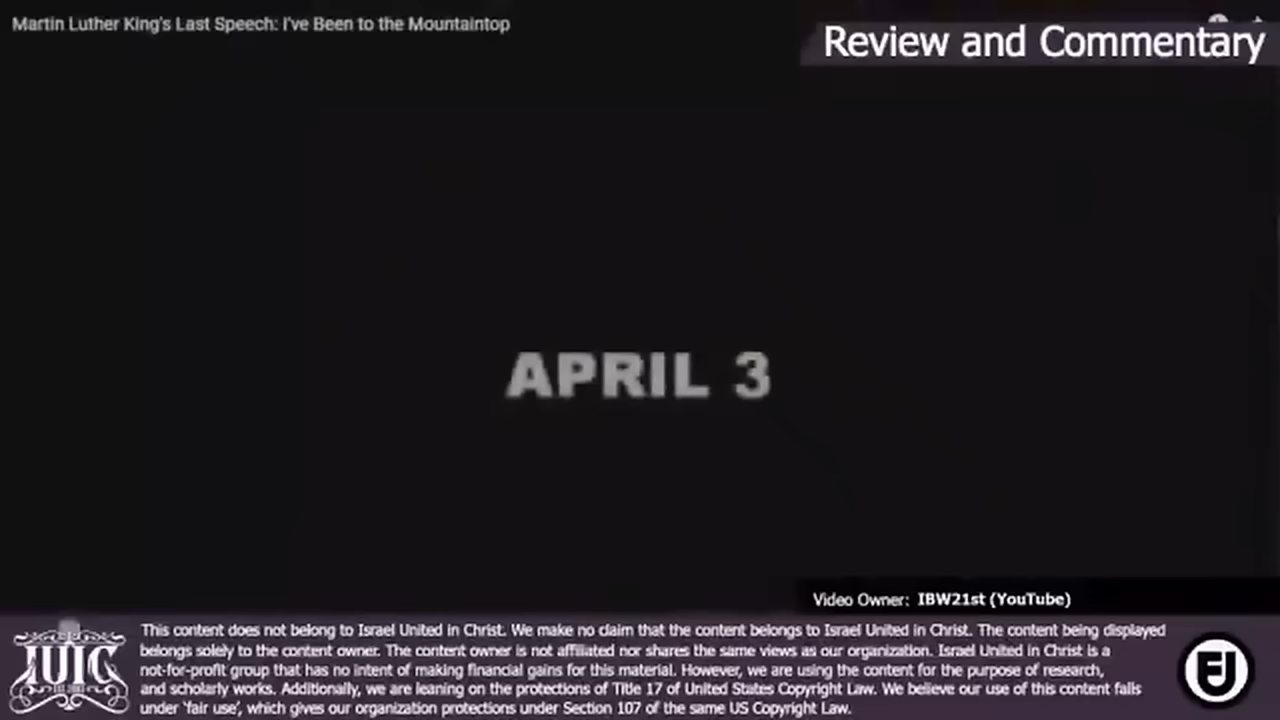 Martin Luther King's Last Speech: I've Been to the Mountaintop
Review and Commentary
APRIL 3
Video Owner: IBW21st (YouTube)
This content does not belong to Israel United in Christ. We make no claim that the content belongs to Israel United in Christ. The content being displayed
belongs solely to the content owner. The content owner is not affiliated nor shares the same views as our organization. Israel United in Christ is a
not-for-profit group that has no intent of making financial gains for this material. However, we are using the content for the purpose of research,
and scholarly works. Additionally, we are leaning on the protections of Title 17 of United States Copyright Law. We believe our use of this content falls
under 'fair use', which gives our organization protections under Section 107 of the same US Copyright Law.
IUIC